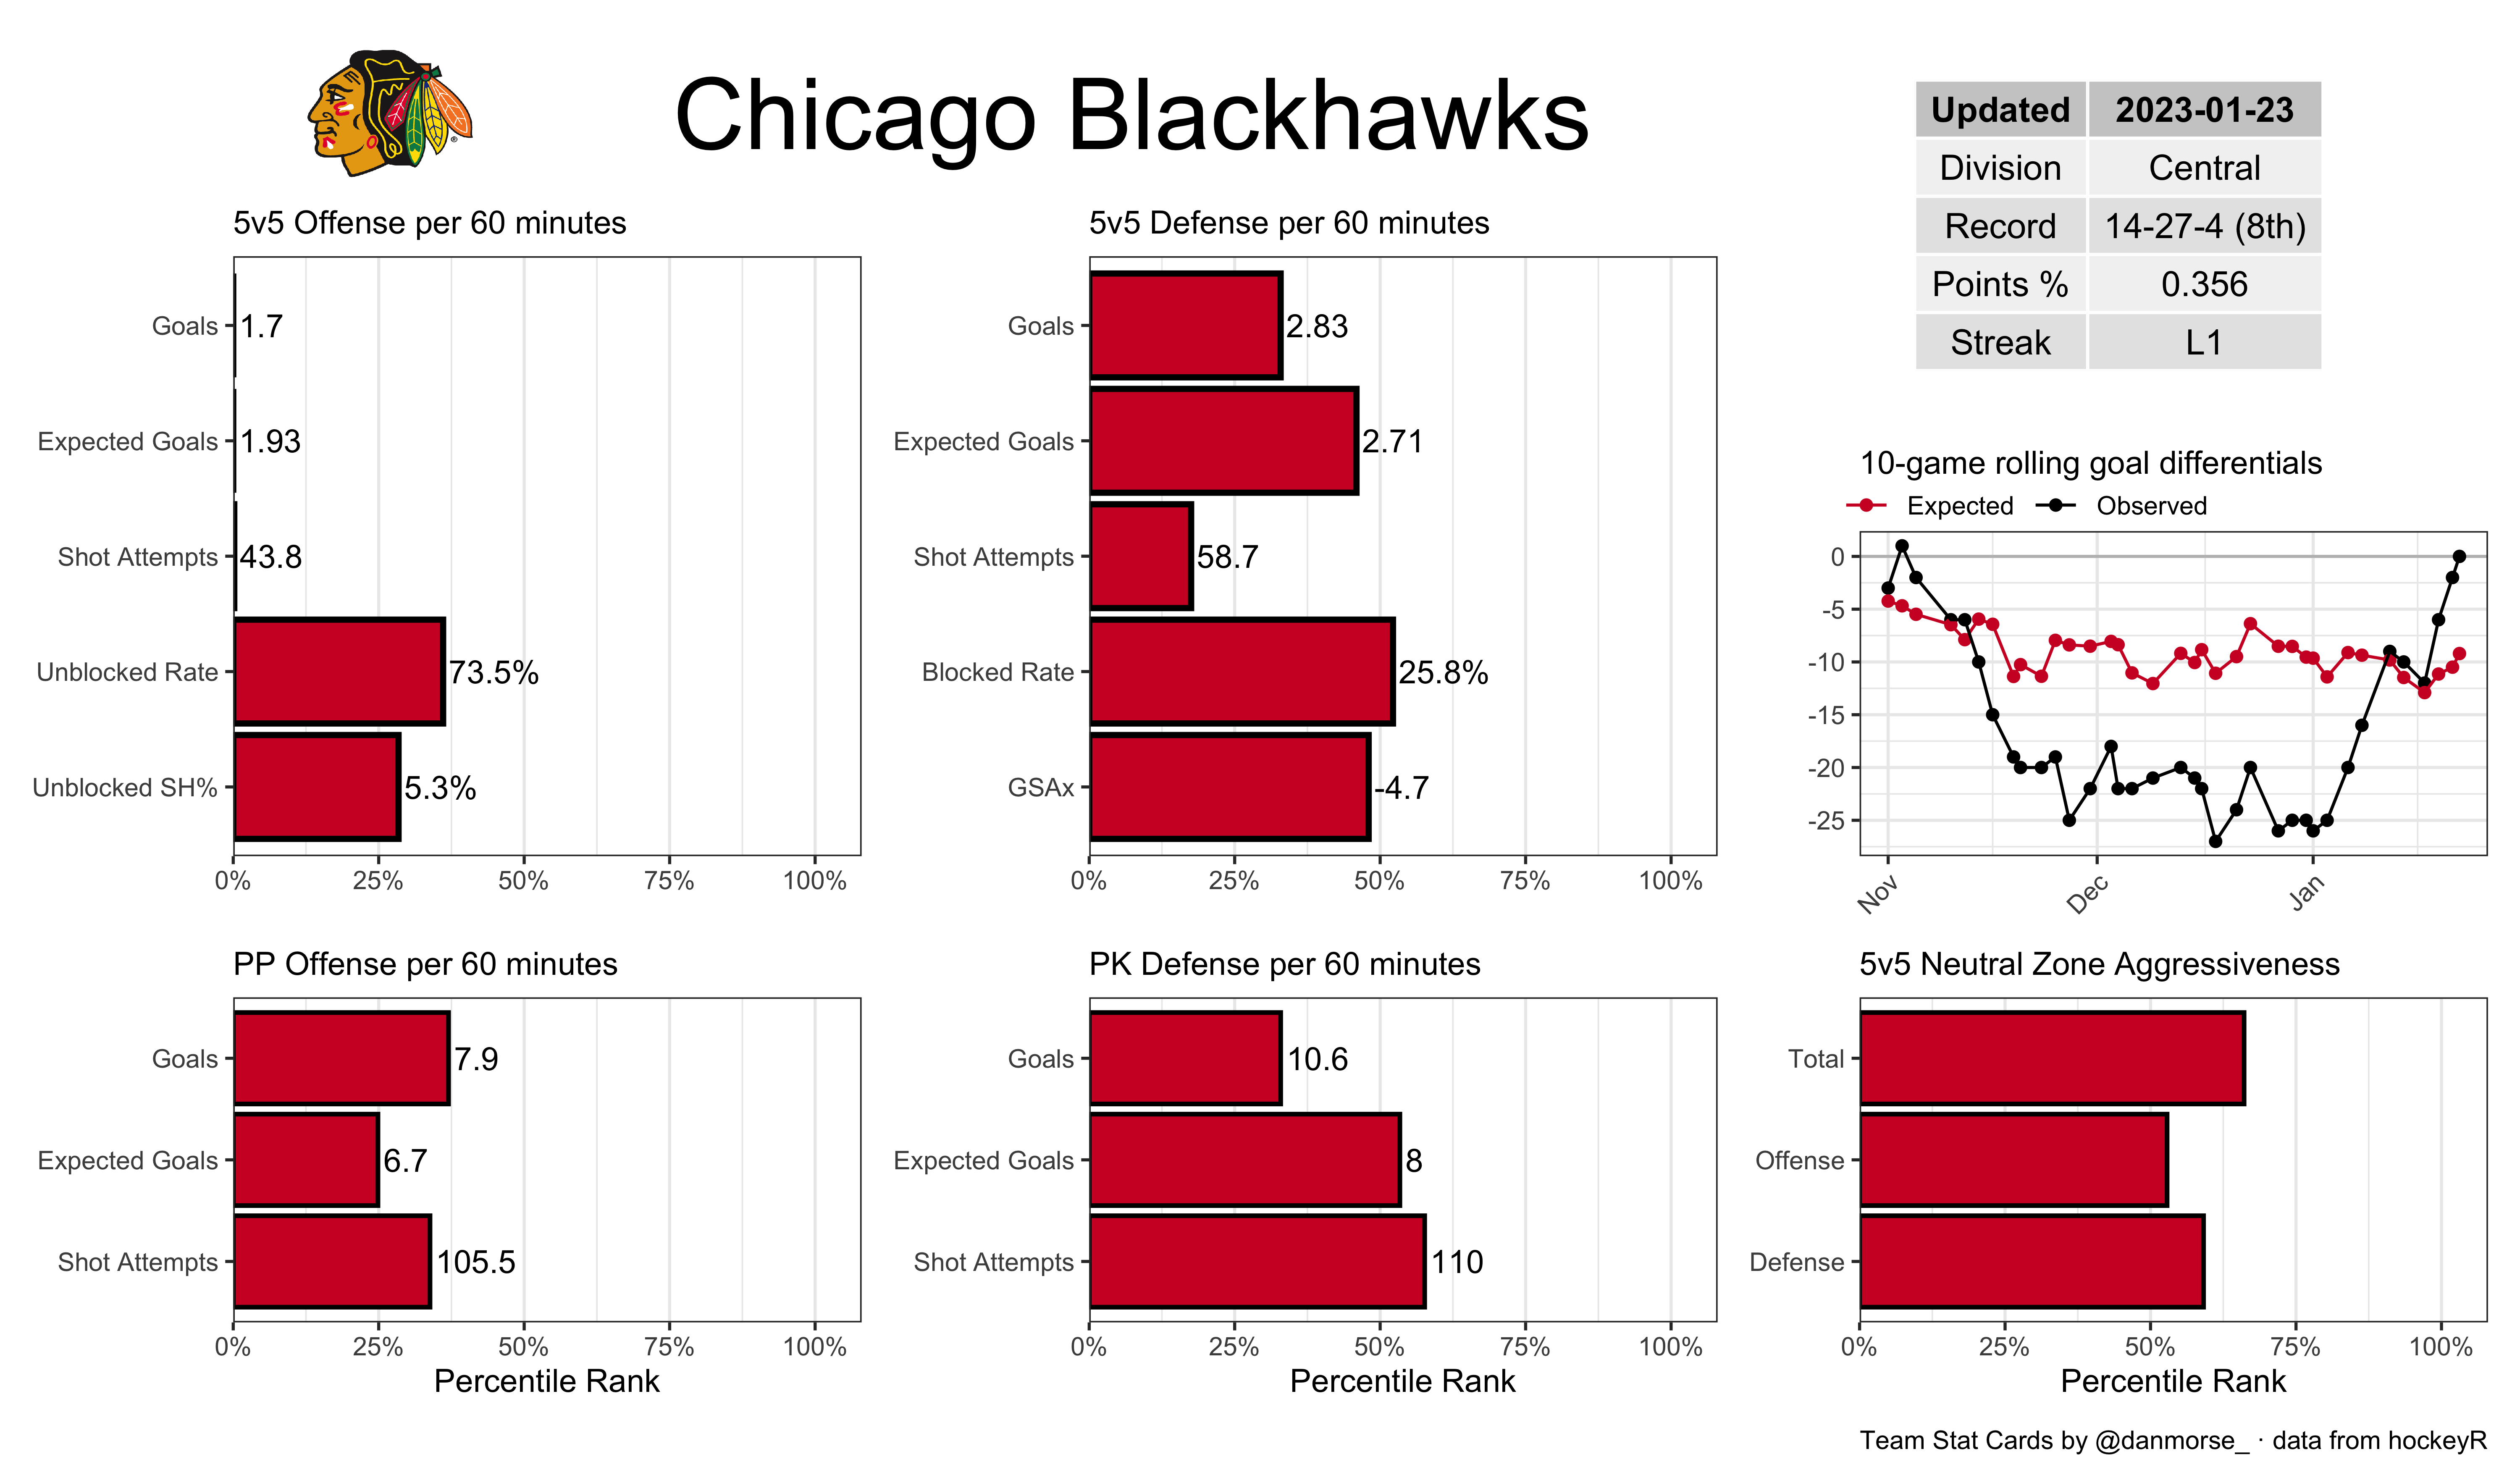 Chicago Blackhawks
Updated 2023-01-23
Division Central
Record 14-27-4 (8th)
Points % 0.356
Streak L1
5v5 Offense per 60 minutes
Goals 1.7
Expected Goals 1.93
Shot Attempts 43.8
Unblocked Rate 73.5%
Unblocked SH% 5.3%
0% 25% 50% 75% 100%
5v5 Defense per 60 minutes
Goals 2.83
Expected Goals 2.71
Shot Attempts 58.7
Blocked Rate 25.8%
GSAx -4.7
0% 25% 50% 75% 100%
10-game rolling goal differentials
Expected Observed
0
-5
-10
-15
-20
-25
Nov Dec Jan
PP Offense per 60 minutes
Goals 7.9
Expected Goals 6.7
Shot Attempts 105.5
0% 25% 50% 75% 100%
Percentile Rank
PK Defense per 60 minutes
Goals 10.6
Expected Goals 8
Shot Attempts 110
0% 25% 50% 75% 100%
Percentile Rank
5v5 Neutral Zone Aggressiveness
Total
Offense
Defense
0% 25% 50% 75% 100%
Percentile Rank
Team Stat Cards by @danmorse_ · data from hockeyR